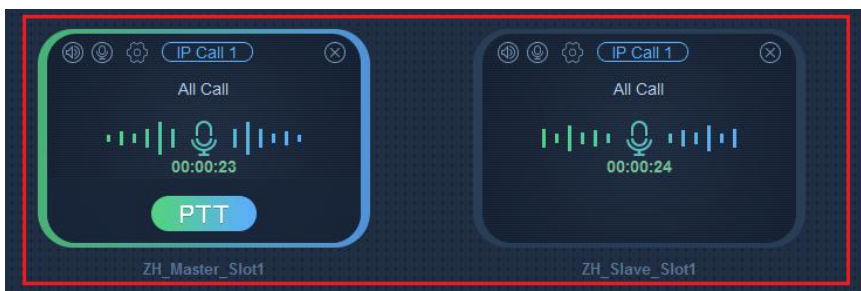 IP Call 1
All Call
00:00:23
PTT
ZH_Master_Slot1
IP Call 1
All Call
00:00:24
ZH_Slave_Slot1